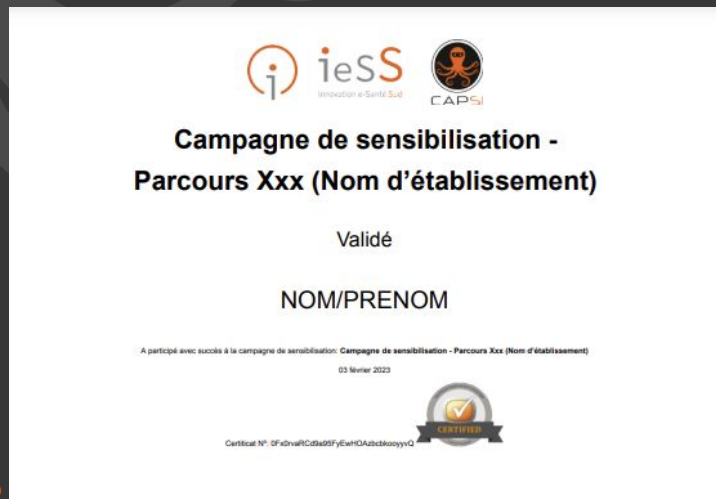 ieSS
Innovation e-Santé Sud
CAPSI
Campagne de sensibilisation -
Parcours Xxx (Nom d'établissement)
Validé
NOM/PRENOM
A participé avec succès à la campagne de sensibilisation: Campagne de sensibilisation - Parcours Xxx (Nom d'établissement)
03 février 2023
CERTIFIED
Certificat N°: